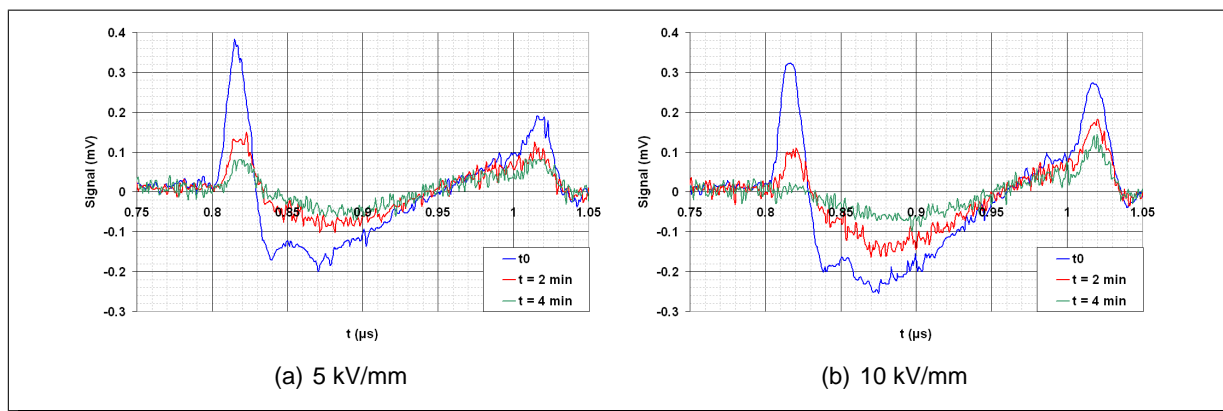 0.4
0.3
0.2
0.1
0
-0.1
-0.2
-0.3
Signal (mV)
0.75
0.8
0.85
0.9
0.95
1
1.05
t (µs)
t0
t = 2 min
t = 4 min
(a) 5 kV/mm
0.4
0.3
0.2
0.1
0
-0.1
-0.2
-0.3
Signal (mV)
0.75
0.8
0.85
0.9
0.95
1
1.05
t (µs)
t0
t = 2 min
t = 4 min
(b) 10 kV/mm